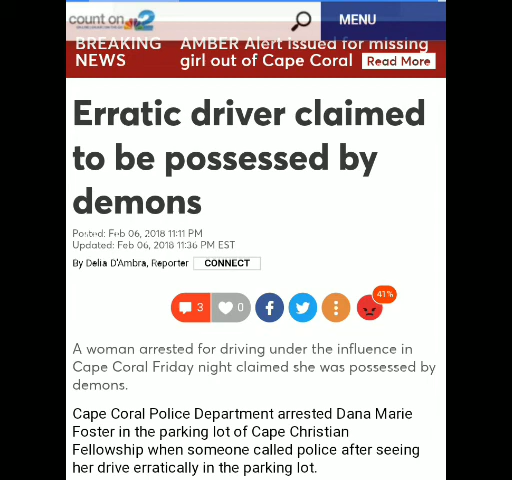 count on 2
MENU
BREAKING AMBER Alert issued for missing
NEWS girl out of Cape Coral Read More
Erratic driver claimed
to be possessed by
demons
Posted: Feb 06, 2018 11:11 PM
Updated: Feb 06, 2018 11:36 PM EST
By Delia D'Ambra, Reporter CONNECT
3 0 41%
A woman arrested for driving under the influence in
Cape Coral Friday night claimed she was possessed by
demons.
Cape Coral Police Department arrested Dana Marie
Foster in the parking lot of Cape Christian
Fellowship when someone called police after seeing
her drive erratically in the parking lot.